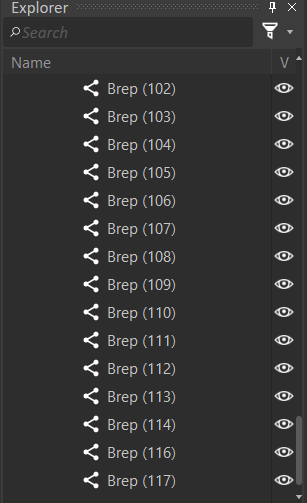 Explorer
Search
Name V
Brep (102)
Brep (103)
Brep (104)
Brep (105)
Brep (106)
Brep (107)
Brep (108)
Brep (109)
Brep (110)
Brep (111)
Brep (112)
Brep (113)
Brep (114)
Brep (116)
Brep (117)